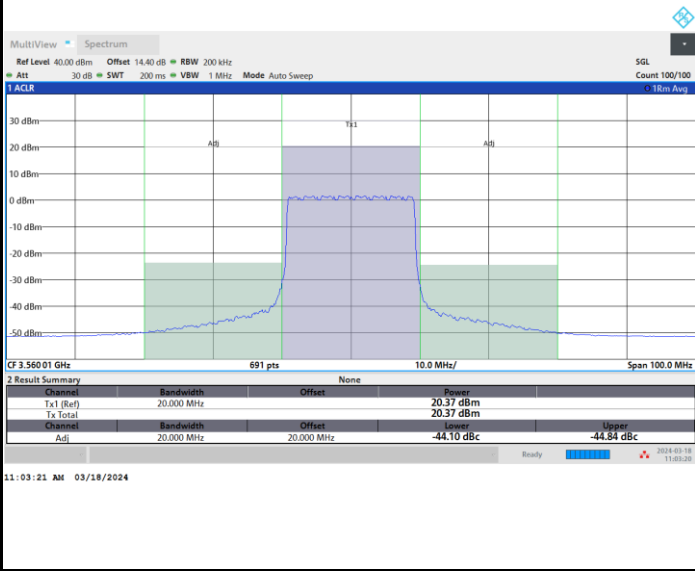 MultiView Spectrum
Ref Level 40.00 dBm Offset 14.40 dB RBW 200 kHz SGL
Att 30 dB SWT 200 ms VBW 1 MHz Mode Auto Sweep Count 100/100
1 ACLR 1Rm Avg
30 dBm
Tx1
20 dBm
Adj Adj
10 dBm
0 dBm
-10 dBm
-20 dBm
-30 dBm
-40 dBm
-50 dBm
CF 3.56001 GHz 691 pts 10.0 MHz/ Span 100.0 MHz
2 Result Summary None
Channel Bandwidth Offset Power
Tx1 (Ref) 20.000 MHz 20.37 dBm
Tx Total 20.37 dBm
Channel Bandwidth Offset Lower Upper
Adj 20.000 MHz 20.000 MHz -44.10 dBc -44.84 dBc
Ready 2024-03-18
11:03:20
11:03:21 AM 03/18/2024